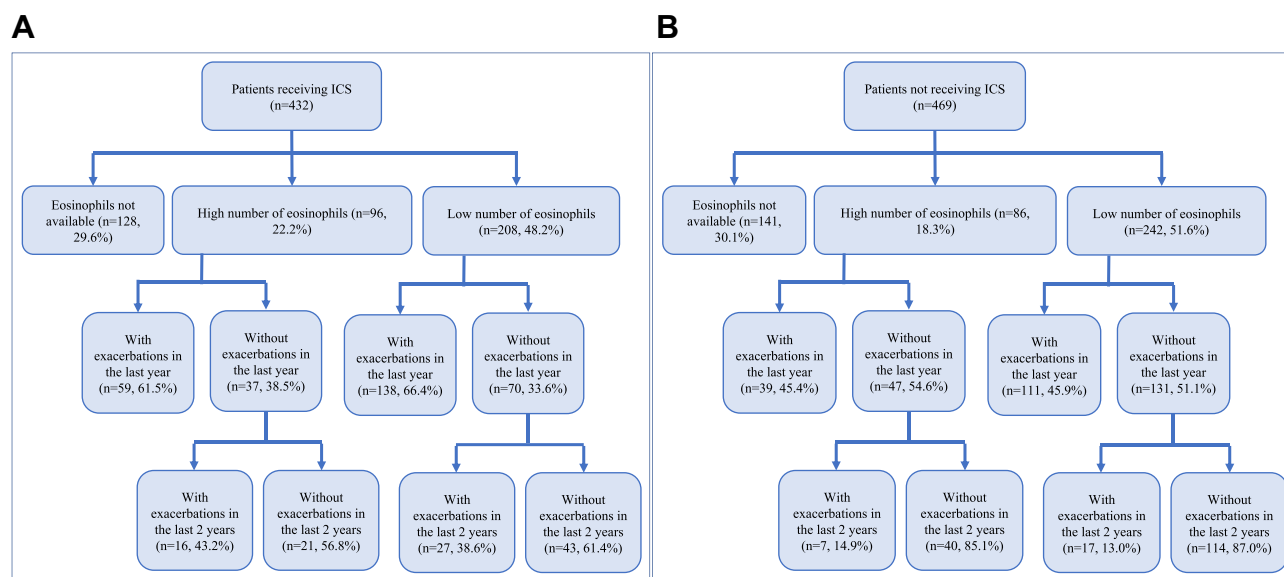 A
Patients receiving ICS
(n=432)
Eosinophils not
available (n=128,
29.6%)
High number of eosinophils (n=96,
22.2%)
Low number of eosinophils
(n=208, 48.2%)
With
exacerbations in
the last year
(n=59, 61.5%)
Without
exacerbations in
the last year
(n=37, 38.5%)
With
exacerbations in
the last year
(n=138, 66.4%)
Without
exacerbations in
the last year
(n=70, 33.6%)
With
exacerbations in
the last 2 years
(n=16, 43.2%)
Without
exacerbations in
the last 2 years
(n=21, 56.8%)
With
exacerbations in
the last 2 years
(n=27, 38.6%)
Without
exacerbations in
the last 2 years
(n=43, 61.4%)
B
Patients not receiving ICS
(n=469)
Eosinophils not
available (n=141,
30.1%)
High number of eosinophils (n=86,
18.3%)
Low number of eosinophils
(n=242, 51.6%)
With
exacerbations in
the last year
(n=39, 45.4%)
Without
exacerbations in
the last year
(n=47, 54.6%)
With
exacerbations in
the last year
(n=111, 45.9%)
Without
exacerbations in
the last year
(n=131, 51.1%)
With
exacerbations in
the last 2 years
(n=7, 14.9%)
Without
exacerbations in
the last 2 years
(n=40, 85.1%)
With
exacerbations in
the last 2 years
(n=17, 13.0%)
Without
exacerbations in
the last 2 years
(n=114, 87.0%)